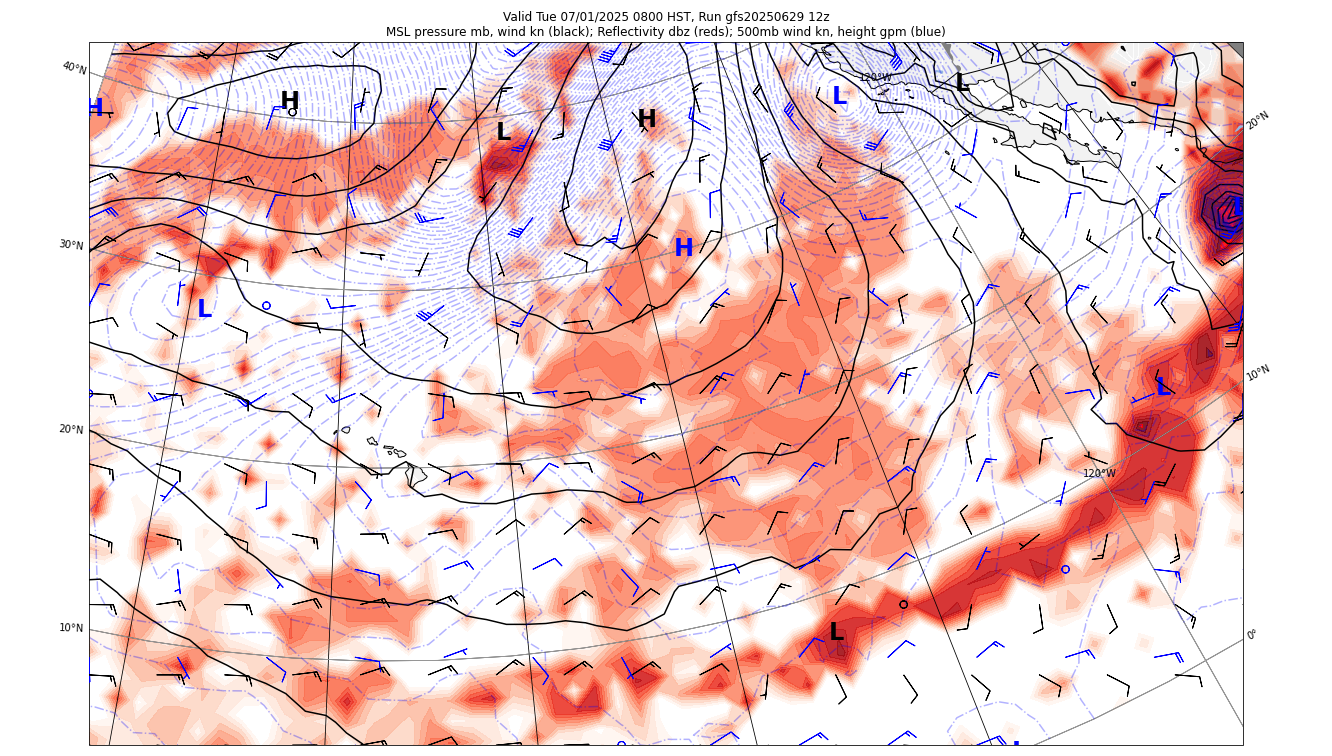 Valid Tue 07/01/2025 0800 HST, Run gfs20250629 12z
MSL pressure mb, wind kn (black); Reflectivity dbz (reds); 500mb wind kn, height gpm (blue)
40°N
120°W
L
L
H
H
H
L
20°N
L
30°N
H
L
10°N
L
20°N
120°W
10°N
L
0°
L